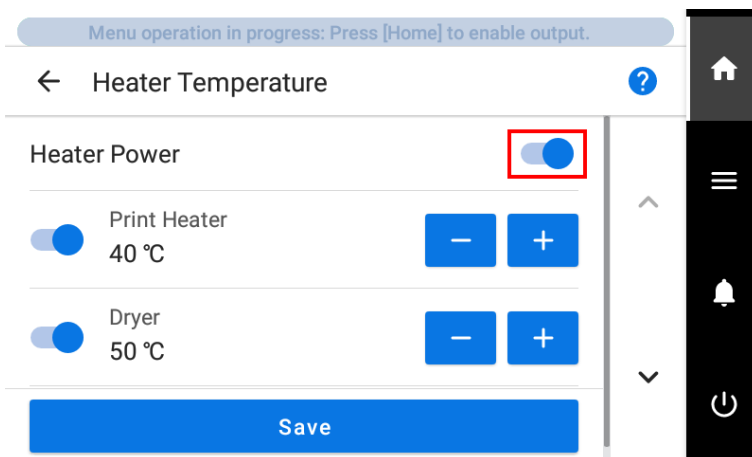 Menu operation in progress: Press [Home] to enable output.
Heater Temperature
?
Heater Power
Print Heater
40 ℃
Dryer
50 ℃
Save